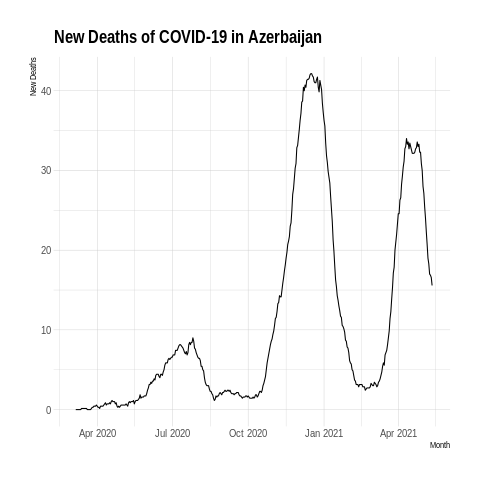 New Deaths of COVID-19 in Azerbaijan
New Deaths
40
30
20
10
0
Apr 2020 Jul 2020 Oct 2020 Jan 2021 Apr 2021
Month